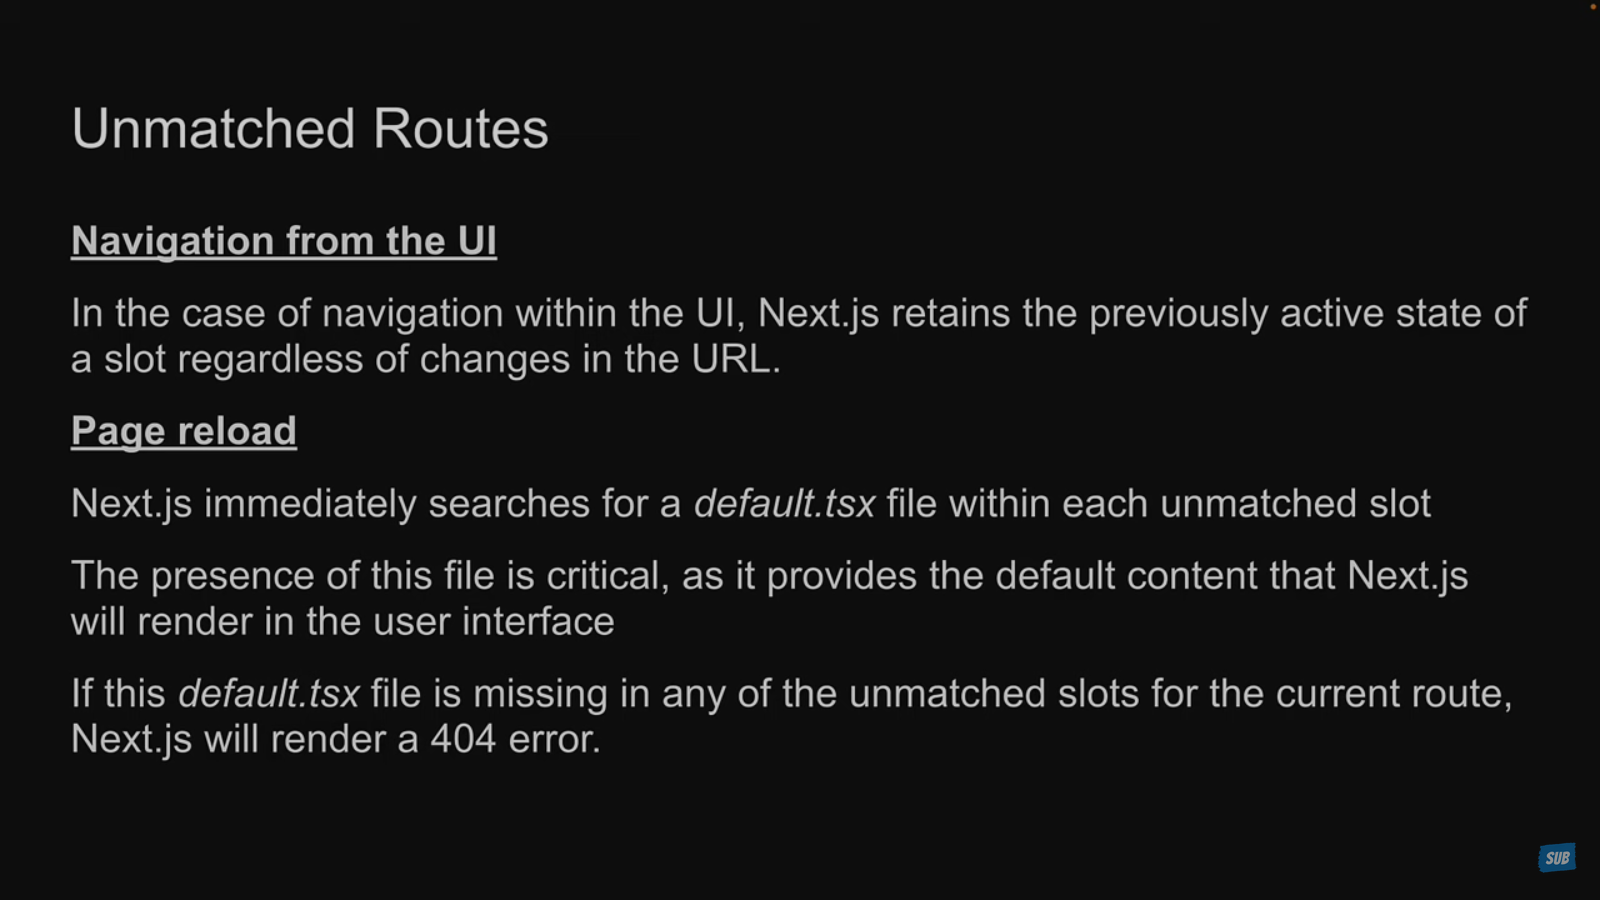 Unmatched Routes
Navigation from the UI
In the case of navigation within the UI, Next.js retains the previously active state of
a slot regardless of changes in the URL.
Page reload
Next.js immediately searches for a default.tsx file within each unmatched slot
The presence of this file is critical, as it provides the default content that Next.js
will render in the user interface
If this default.tsx file is missing in any of the unmatched slots for the current route,
Next.js will render a 404 error.
SUB